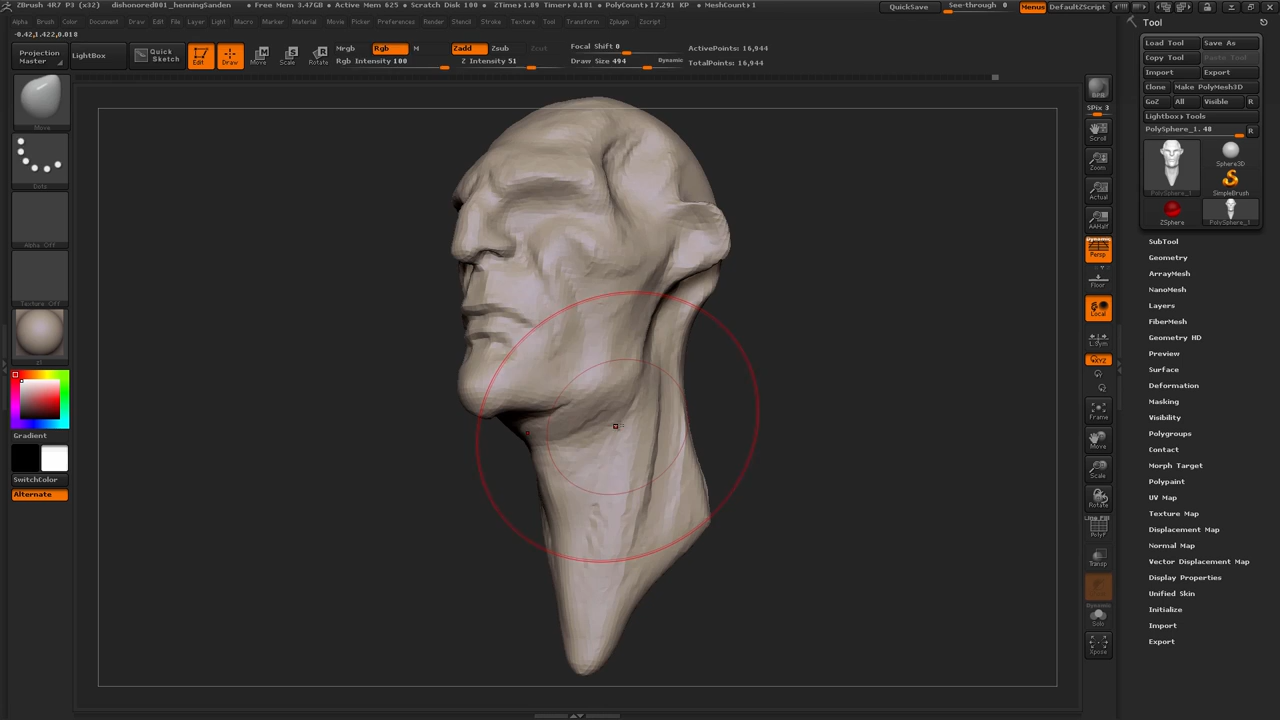 ZBrush 4R7 P3 (x32) dishonored001_henningSanden • Free Mem 3.47GB • Active Mem 625 • Scratch Disk 100 • ZTime▸1.89 Timer▸0.181 • PolyCount▸17.291 KP • MeshCount▸1
QuickSave See-through 0 Menus DefaultZScript
Alpha Brush Color Document Draw Edit File Layer Light Macro Marker Material Movie Picker Preferences Render Stencil Stroke Texture Tool Transform Zplugin Zscript
Tool
-0.42,1.422,0.018
Load Tool Save As
Copy Tool Paste Tool
Import Export
Clone Make PolyMesh3D
GoZ All Visible R
Lightbox▸Tools
PolySphere_1. 48 R
Projection Master
LightBox
Quick Sketch
Edit Draw Move Scale Rotate
Mrgb Rgb M
Rgb Intensity 100
Zadd Zsub Zcut
Z Intensity 51
Focal Shift 0
Draw Size 494 Dynamic
ActivePoints: 16,944
TotalPoints: 16,944
Move
Dots
Alpha Off
Texture Off
Gradient
SwitchColor
Alternate
BPR
SPix 3
Scroll
Zoom
Actual
AAHalf
Dynamic
Persp
Floor
Local
L.Sym
Frame
Move
Scale
Rotate
Line Fill
PolyF
Transp
Dynamic
Solo
Xpose
PolySphere_1
Sphere3D
SimpleBrush
ZSphere
PolySphere_1
SubTool
Geometry
ArrayMesh
NanoMesh
Layers
FiberMesh
Geometry HD
Preview
Surface
Deformation
Masking
Visibility
Polygroups
Contact
Morph Target
Polypaint
UV Map
Texture Map
Displacement Map
Normal Map
Vector Displacement Map
Display Properties
Unified Skin
Initialize
Import
Export